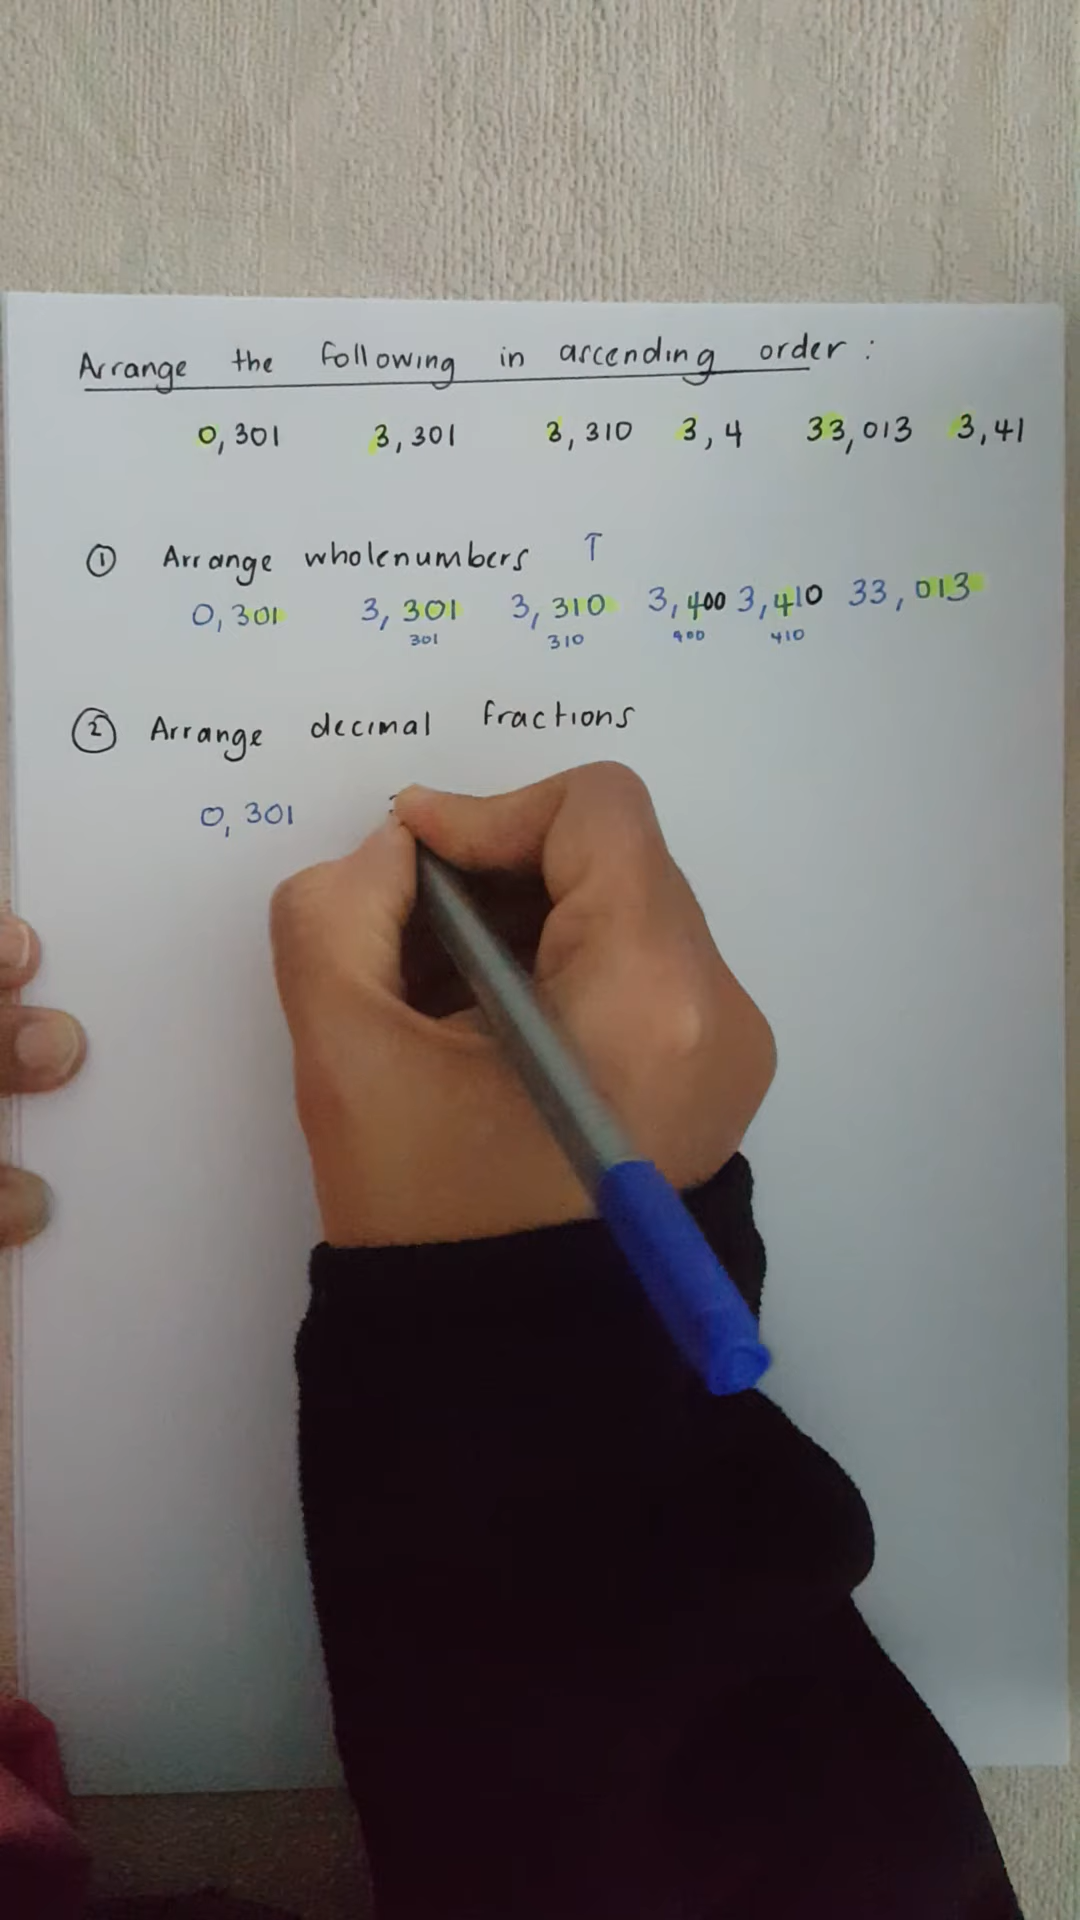 Arrange the following in ascending order :
0,301 3,301 3,310 3,4 33,013 3,41
① Arrange wholenumbers ↑
0,301 3,301 3,310 3,400 3,410 33,013
301 310 400 410
② Arrange decimal fractions
0,301